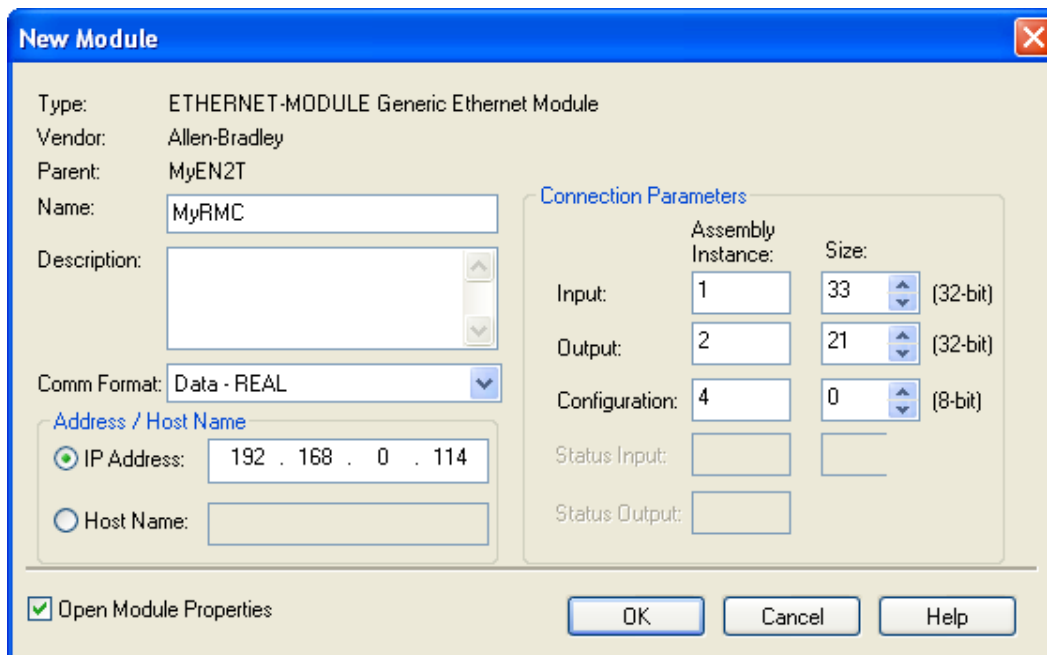 New Module
Type: ETHERNET-MODULE Generic Ethernet Module
Vendor: Allen-Bradley
Parent: MyEN2T
Name: MyRMC
Description:
Comm Format: Data - REAL
Address / Host Name
IP Address: 192 . 168 . 0 . 114
Host Name:
Connection Parameters
Assembly
Instance: Size:
Input: 1 33 (32-bit)
Output: 2 21 (32-bit)
Configuration: 4 0 (8-bit)
Status Input:
Status Output:
Open Module Properties
OK Cancel Help